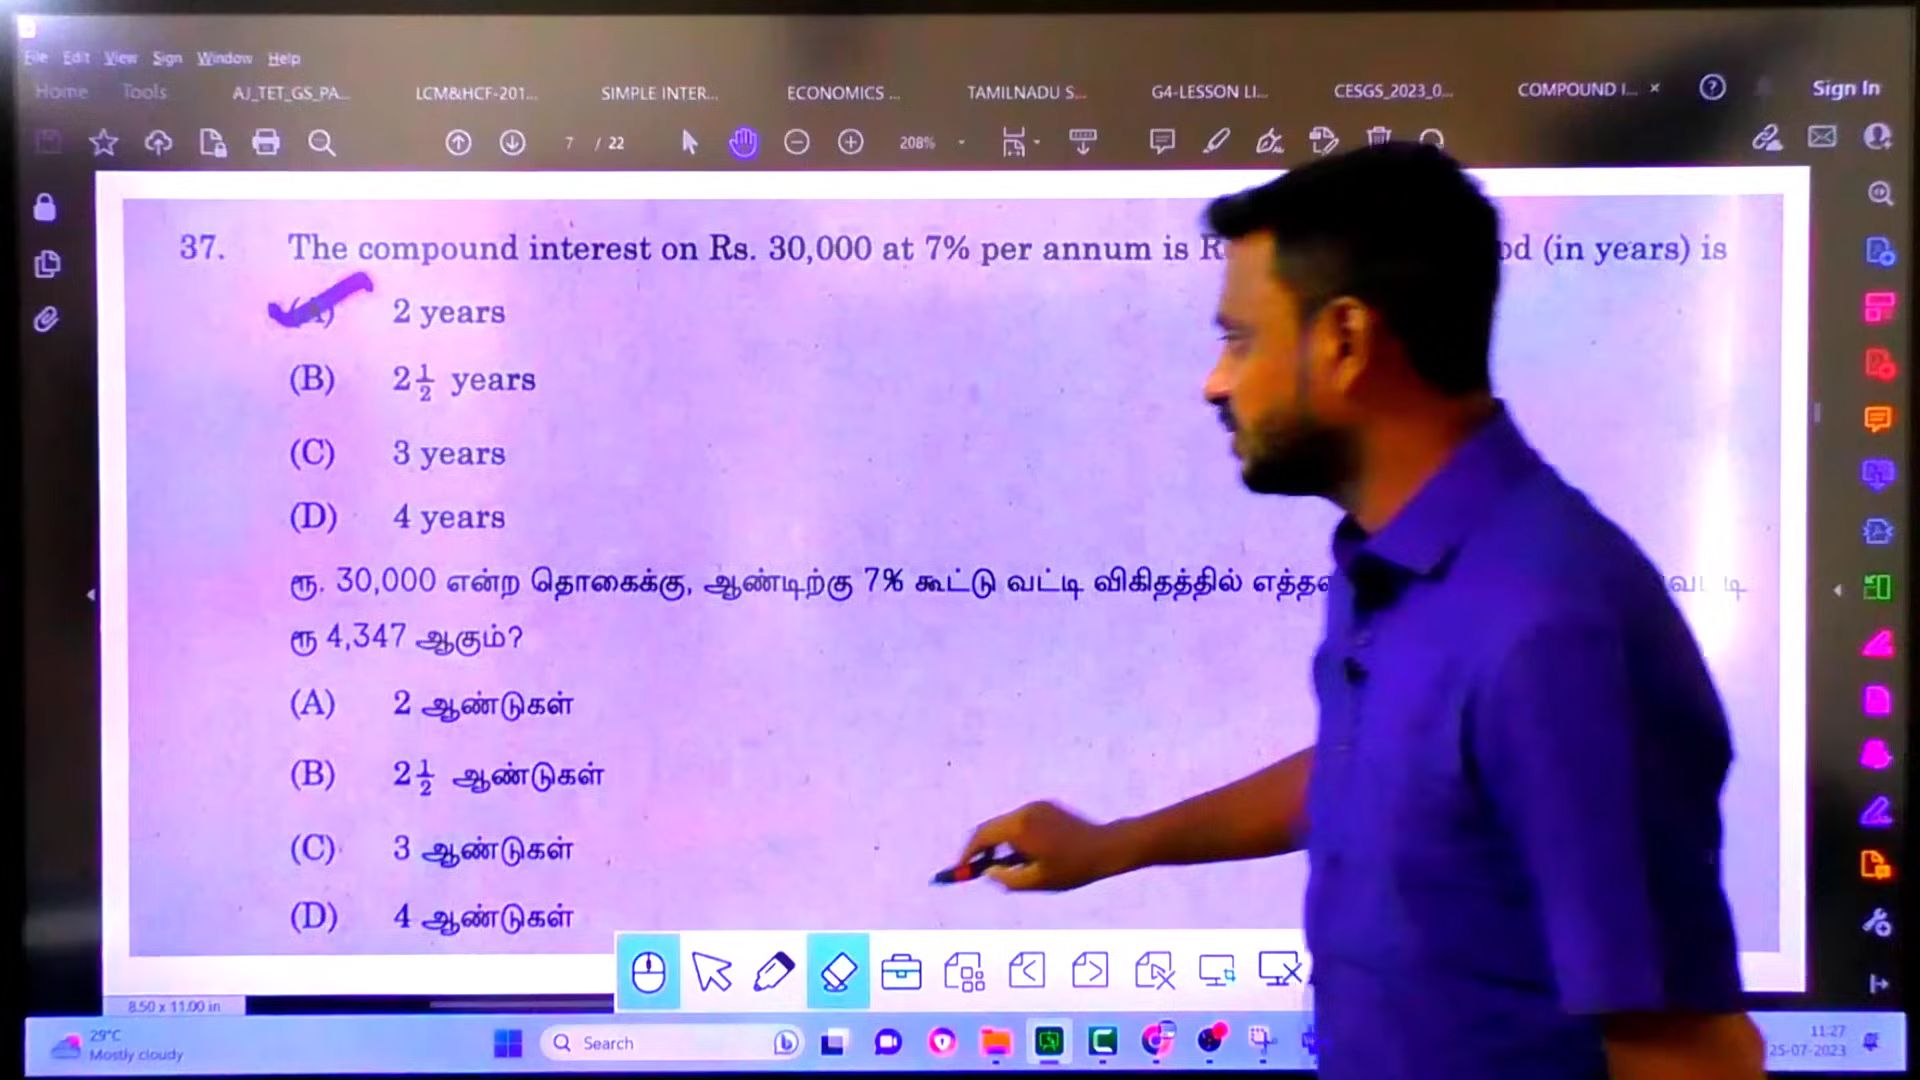 File Edit View Sign Window Help
Home Tools AJ_TET_GS_PA... LCM&HCF-201... SIMPLE INTER... ECONOMICS ... TAMILNADU S... G4-LESSON LI... CESGS_2023_0... COMPOUND I... × Sign In
7 / 22 208%
37. The compound interest on Rs. 30,000 at 7% per annum is (in years) is
(A) 2 years
(B) 2½ years
(C) 3 years
(D) 4 years
ரூ. 30,000 என்ற தொகைக்கு, ஆண்டிற்கு 7% கூட்டு வட்டி விகிதத்தில்
ரூ 4,347 ஆகும்?
(A) 2 ஆண்டுகள்
(B) 2½ ஆண்டுகள்
(C) 3 ஆண்டுகள்
(D) 4 ஆண்டுகள்
8.50 x 11.00 in
29°C
Mostly cloudy
Search
11:27
25-07-2023